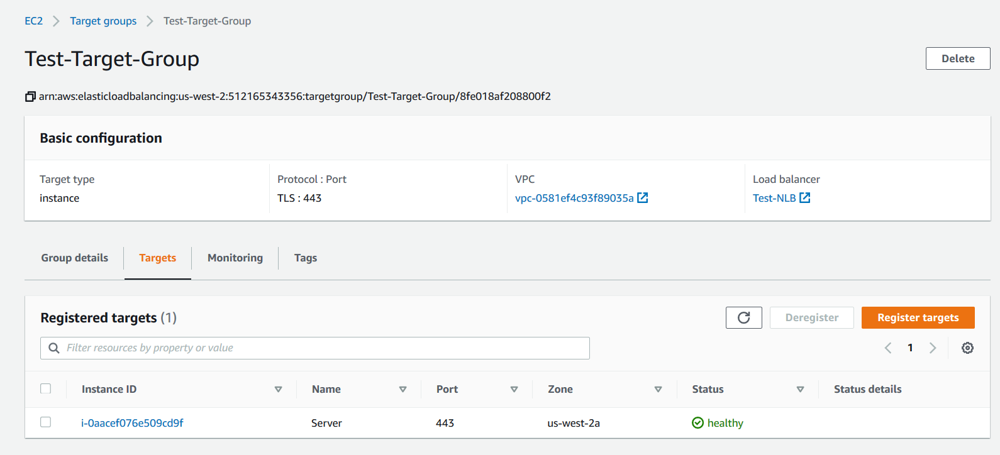 EC2 > Target groups > Test-Target-Group
Test-Target-Group
Delete
arn:aws:elasticloadbalancing:us-west-2:512165343356:targetgroup/Test-Target-Group/8fe018af208800f2
Basic configuration
Target type
instance
Protocol : Port
TLS : 443
VPC
vpc-0581ef4c93f89035a
Load balancer
Test-NLB
Group details Targets Monitoring Tags
Registered targets (1)
Deregister Register targets
Filter resources by property or value
1
Instance ID Name Port Zone Status Status details
i-0aacef076e509cd9f Server 443 us-west-2a healthy